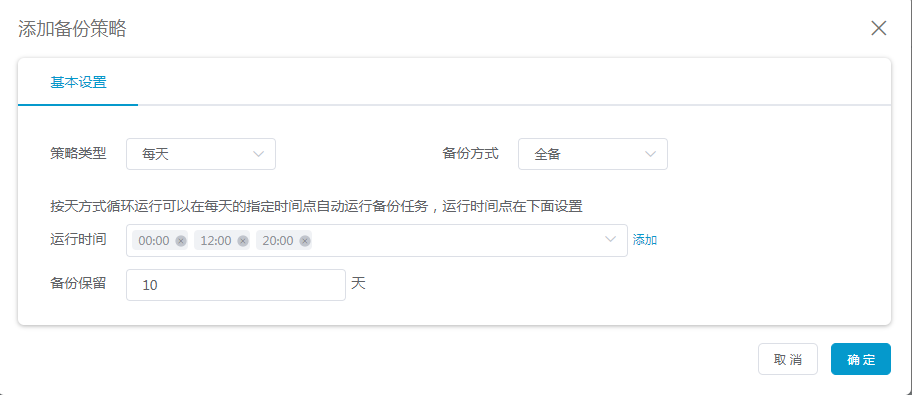 添加备份策略
基本设置
策略类型 每天 备份方式 全备
按天方式循环运行可以在每天的指定时间点自动运行备份任务，运行时间点在下面设置
运行时间 00:00 12:00 20:00 添加
备份保留 10 天
取消 确定